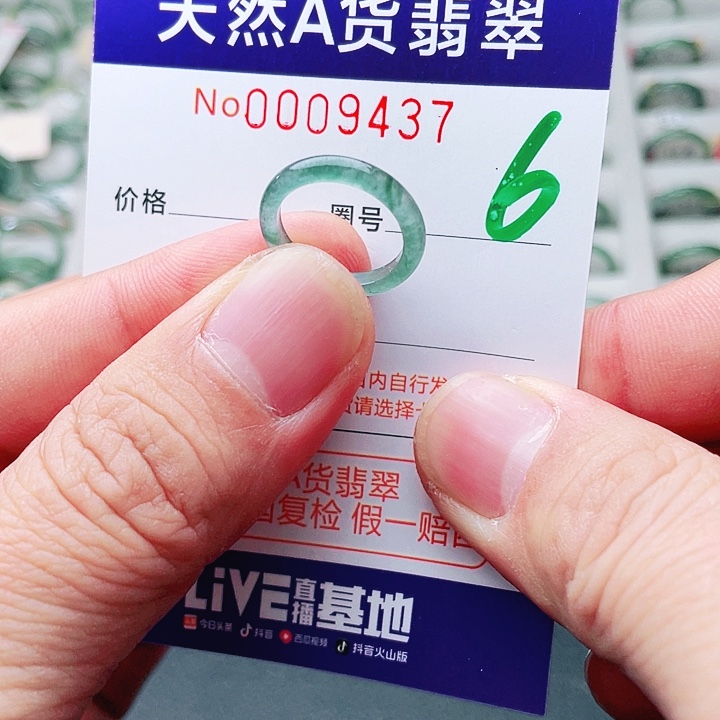 天然A货翡翠
No0009437
价格 圈号 6
内自行发
请选择
货翡翠
复检 假一赔
LiVE直播基地
今日头条 抖音 西瓜视频 抖音火山版